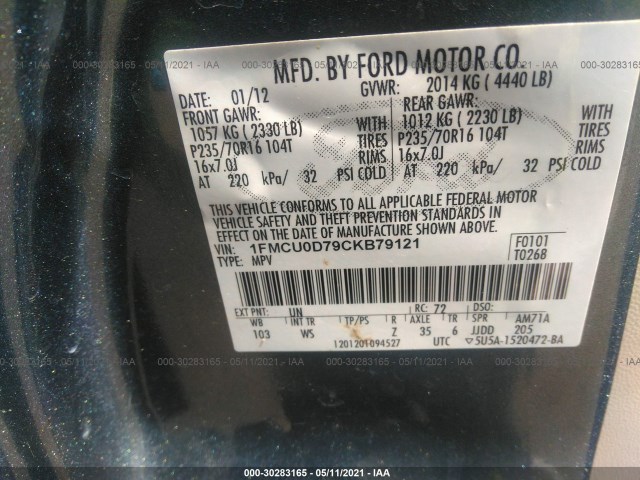 000-30283165 - 05/11/2021 - IAA
MFD. BY FORD MOTOR CO.
DATE: 01/12 GVWR: 2014 KG ( 4440 LB)
FRONT GAWR: REAR GAWR:
1057 KG ( 2330 LB) WITH 1012 KG ( 2230 LB) WITH
P235/70R16 104T TIRES P235/70R16 104T TIRES
16x7.0J RIMS 16x7.0J RIMS
AT 220 kPa/ 32 PSI COLD AT 220 kPa/ 32 PSI COLD
THIS VEHICLE CONFORMS TO ALL APPLICABLE FEDERAL MOTOR
VEHICLE SAFETY AND THEFT PREVENTION STANDARDS IN
EFFECT ON THE DATE OF MANUFACTURE SHOWN ABOVE.
VIN: 1FMCU0D79CKB79121 F0101
TYPE: MPV T0268
EXT PNT: UN RC: 72 DSO:
WB INT TR TP/PS R AXLE TR SPR AM71A
103 WS Z 35 6 JJDD 205
1201201094527 UTC ▽5U5A-1520472-BA
000-30283165 - 05/11/2021 - IAA